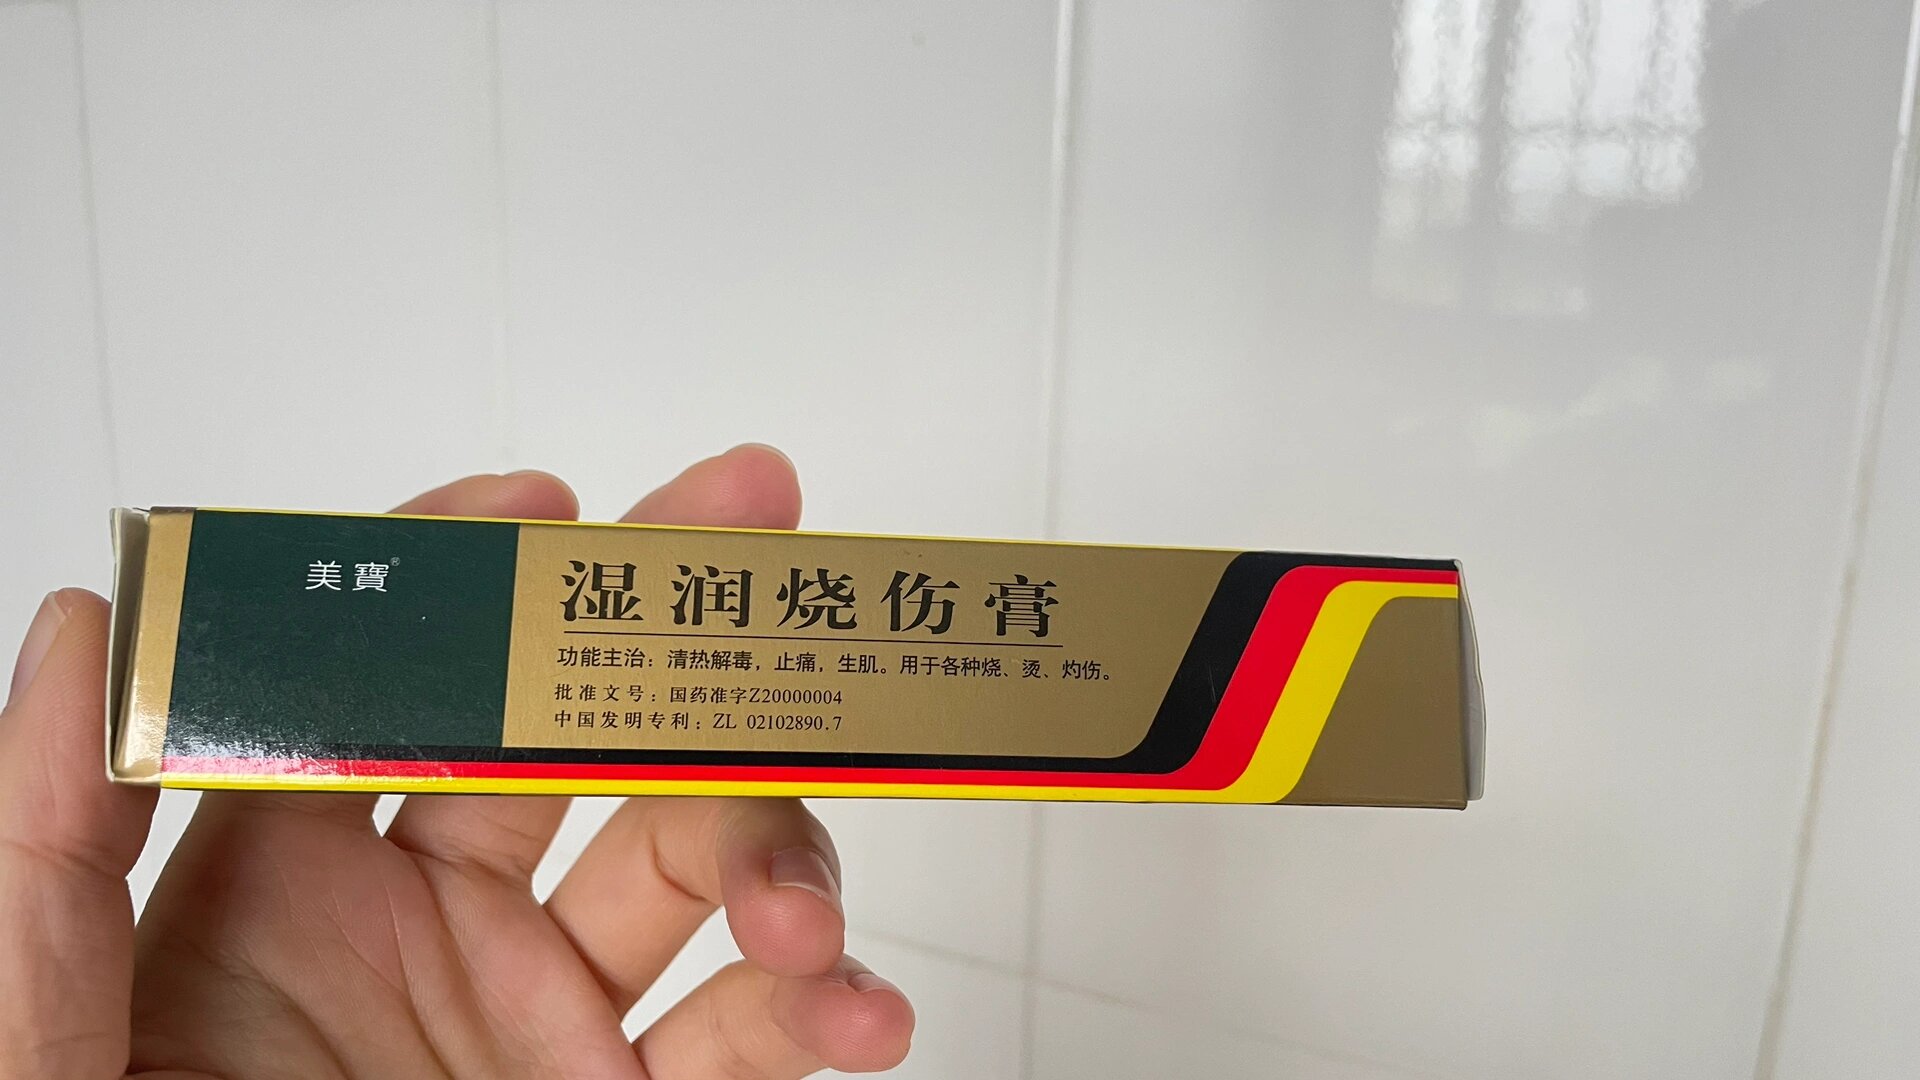 美寶®
湿润烧伤膏
功能主治：清热解毒，止痛，生肌。用于各种烧、烫、灼伤。
批准文号：国药准字Z20000004
中国发明专利：ZL 02102890.7